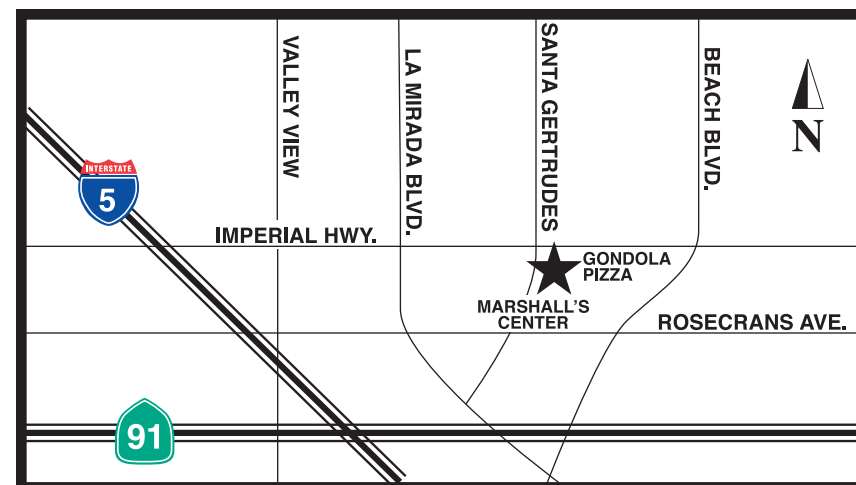 VALLEY VIEW
LA MIRADA BLVD.
SANTA GERTRUDES
BEACH BLVD.
N
INTERSTATE
5
IMPERIAL HWY.
GONDOLA
PIZZA
MARSHALL'S
CENTER
ROSECRANS AVE.
91